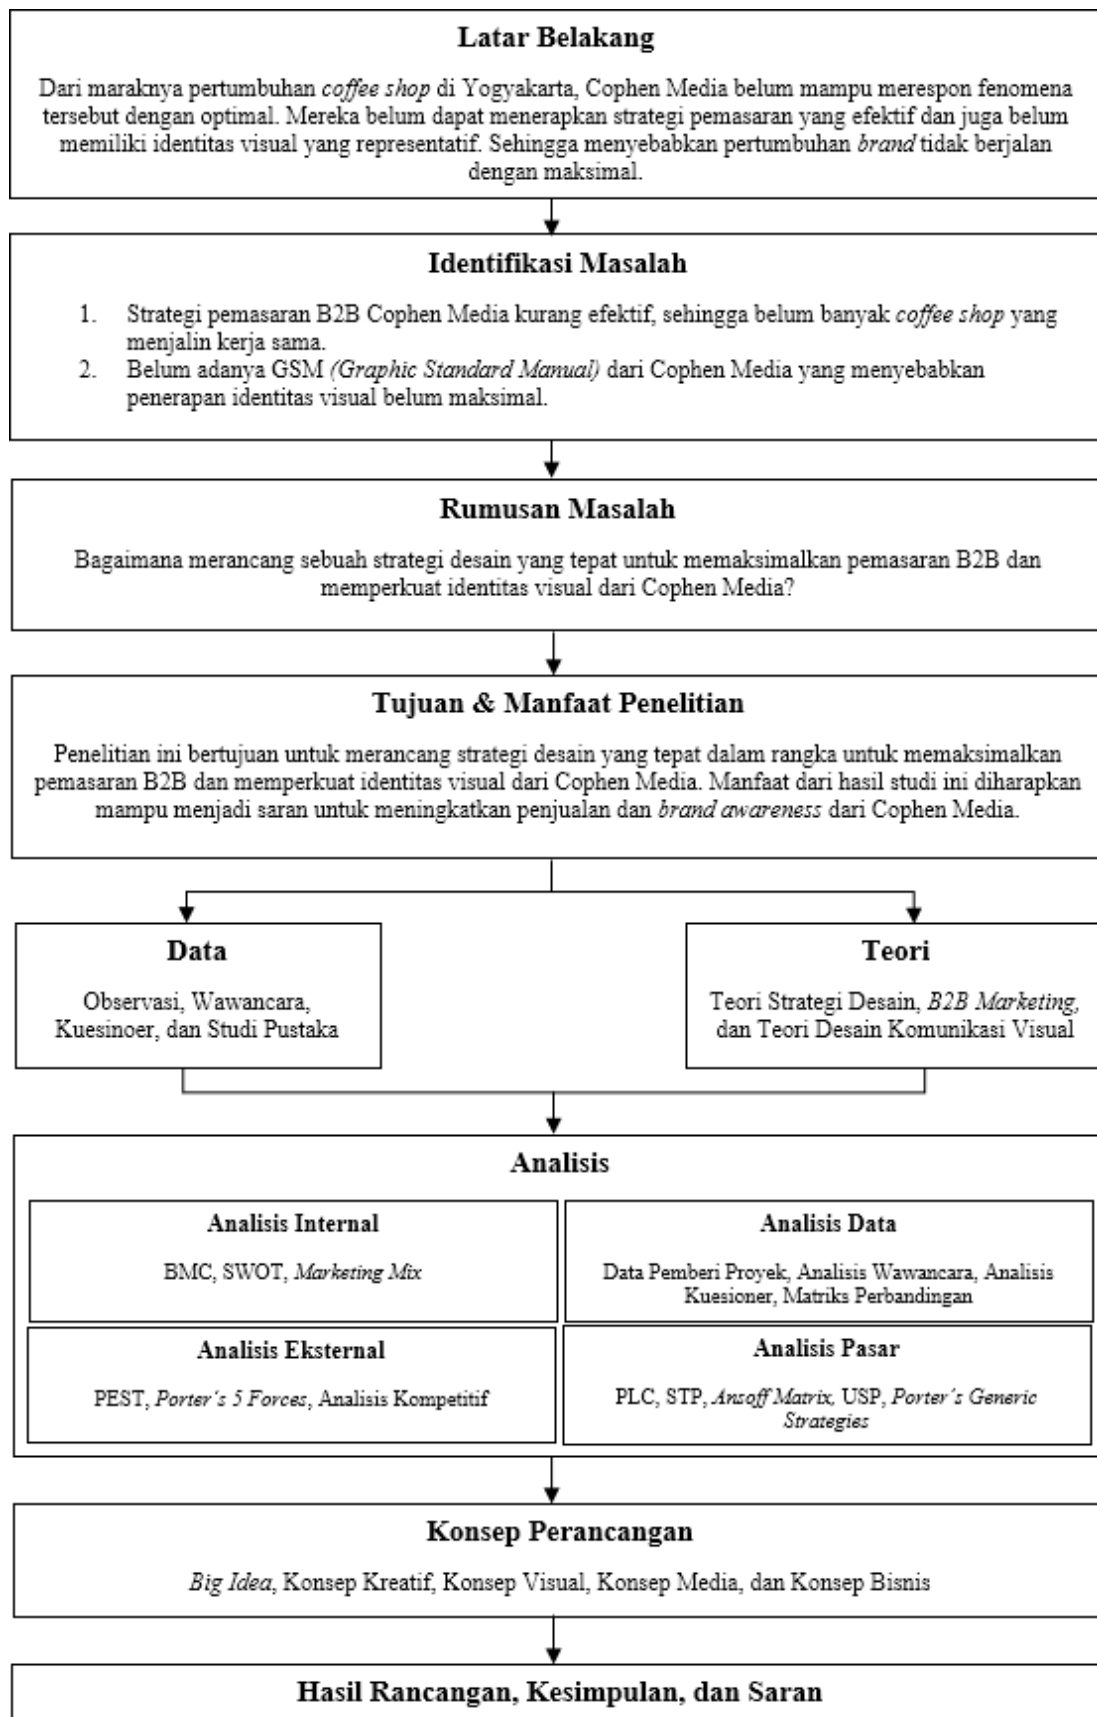 Latar Belakang
Dari maraknya pertumbuhan coffee shop di Yogyakarta, Cophen Media belum mampu merespon fenomena
tersebut dengan optimal. Mereka belum dapat menerapkan strategi pemasaran yang efektif dan juga belum
memiliki identitas visual yang representatif. Sehingga menyebabkan pertumbuhan brand tidak berjalan
dengan maksimal.
Identifikasi Masalah
1. Strategi pemasaran B2B Cophen Media kurang efektif, sehingga belum banyak coffee shop yang
menjalin kerja sama.
2. Belum adanya GSM (Graphic Standard Manual) dari Cophen Media yang menyebabkan
penerapan identitas visual belum maksimal.
Rumusan Masalah
Bagaimana merancang sebuah strategi desain yang tepat untuk memaksimalkan pemasaran B2B dan
memperkuat identitas visual dari Cophen Media?
Tujuan & Manfaat Penelitian
Penelitian ini bertujuan untuk merancang strategi desain yang tepat dalam rangka untuk memaksimalkan
pemasaran B2B dan memperkuat identitas visual dari Cophen Media. Manfaat dari hasil studi ini diharapkan
mampu menjadi saran untuk meningkatkan penjualan dan brand awareness dari Cophen Media.
Data
Observasi, Wawancara,
Kuesinoer, dan Studi Pustaka
Teori
Teori Strategi Desain, B2B Marketing,
dan Teori Desain Komunikasi Visual
Analisis
Analisis Internal
BMC, SWOT, Marketing Mix
Analisis Data
Data Pemberi Proyek, Analisis Wawancara, Analisis
Kuesioner, Matriks Perbandingan
Analisis Eksternal
PEST, Porter´s 5 Forces, Analisis Kompetitif
Analisis Pasar
PLC, STP, Ansoff Matrix, USP, Porter´s Generic
Strategies
Konsep Perancangan
Big Idea, Konsep Kreatif, Konsep Visual, Konsep Media, dan Konsep Bisnis
Hasil Rancangan, Kesimpulan, dan Saran